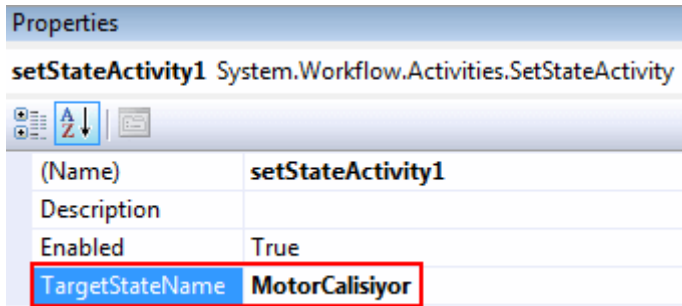 Properties
setStateActivity1 System.Workflow.Activities.SetStateActivity
A
Z
(Name) setStateActivity1
Description
Enabled True
TargetStateName MotorCalisiyor